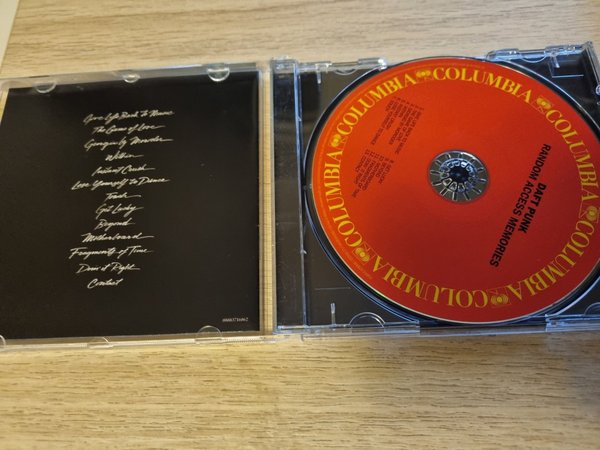 Give Life Back to Music
The Game of Love
Giorgio by Moroder
Within
Instant Crush
Lose Yourself to Dance
Touch
Get Lucky
Beyond
Motherboard
Fragments of Time
Doin' it Right
Contact
COLUMBIA COLUMBIA COLUMBIA COLUMBIA COLUMBIA
DAFT PUNK
RANDOM ACCESS MEMORIES